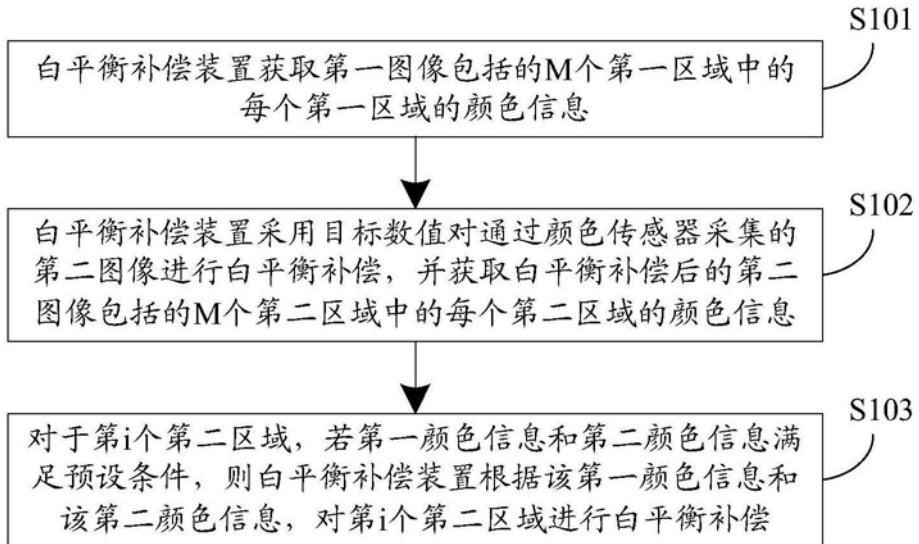 S101
白平衡补偿装置获取第一图像包括的M个第一区域中的
每个第一区域的颜色信息
S102
白平衡补偿装置采用目标数值对通过颜色传感器采集的
第二图像进行白平衡补偿，并获取白平衡补偿后的第二
图像包括的M个第二区域中的每个第二区域的颜色信息
S103
对于第i个第二区域，若第一颜色信息和第二颜色信息满
足预设条件，则白平衡补偿装置根据该第一颜色信息和
该第二颜色信息，对第i个第二区域进行白平衡补偿